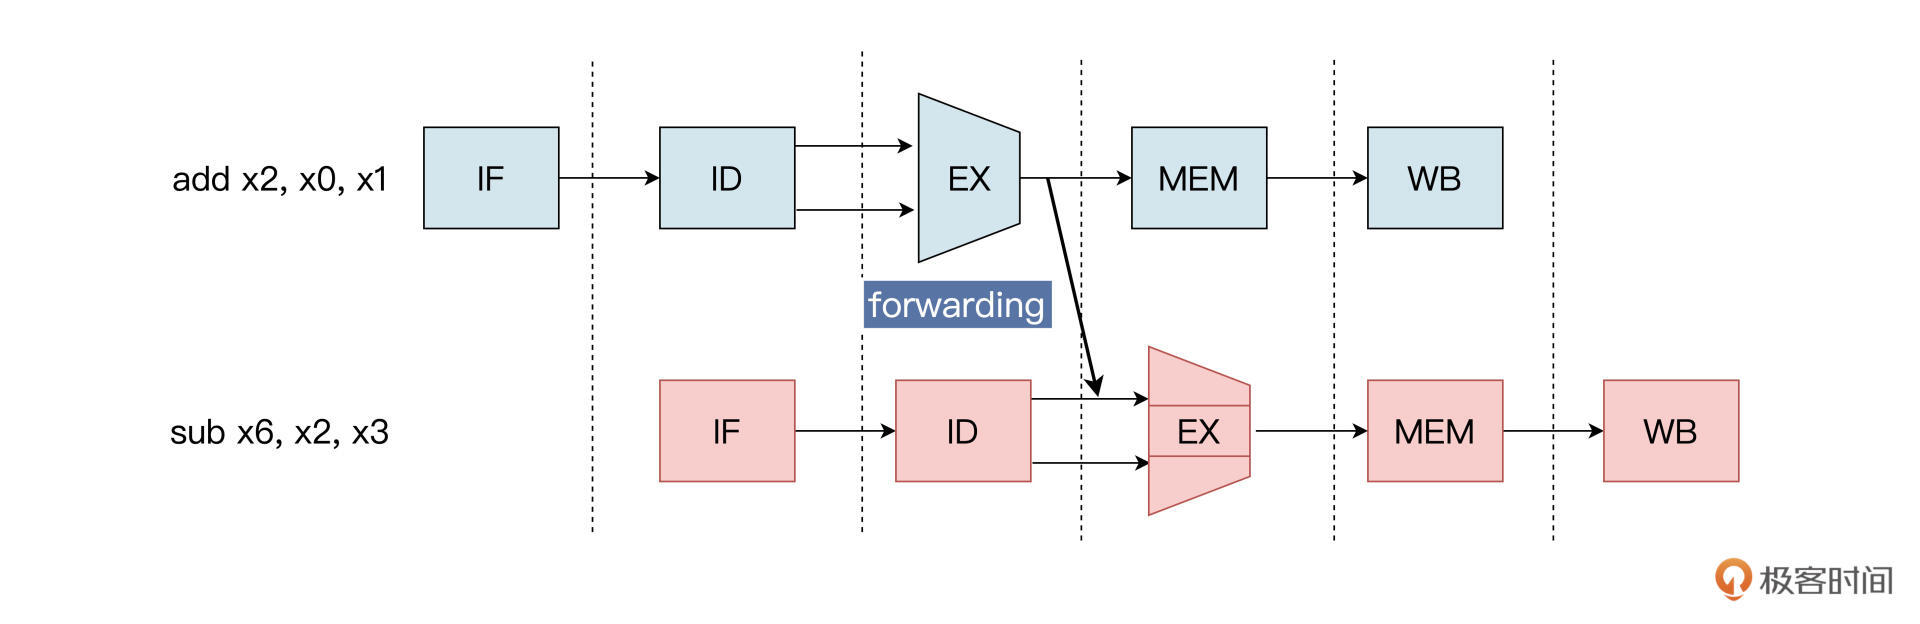 add x2, x0, x1 IF ID EX MEM WB
forwarding
sub x6, x2, x3 IF ID EX MEM WB
极客时间